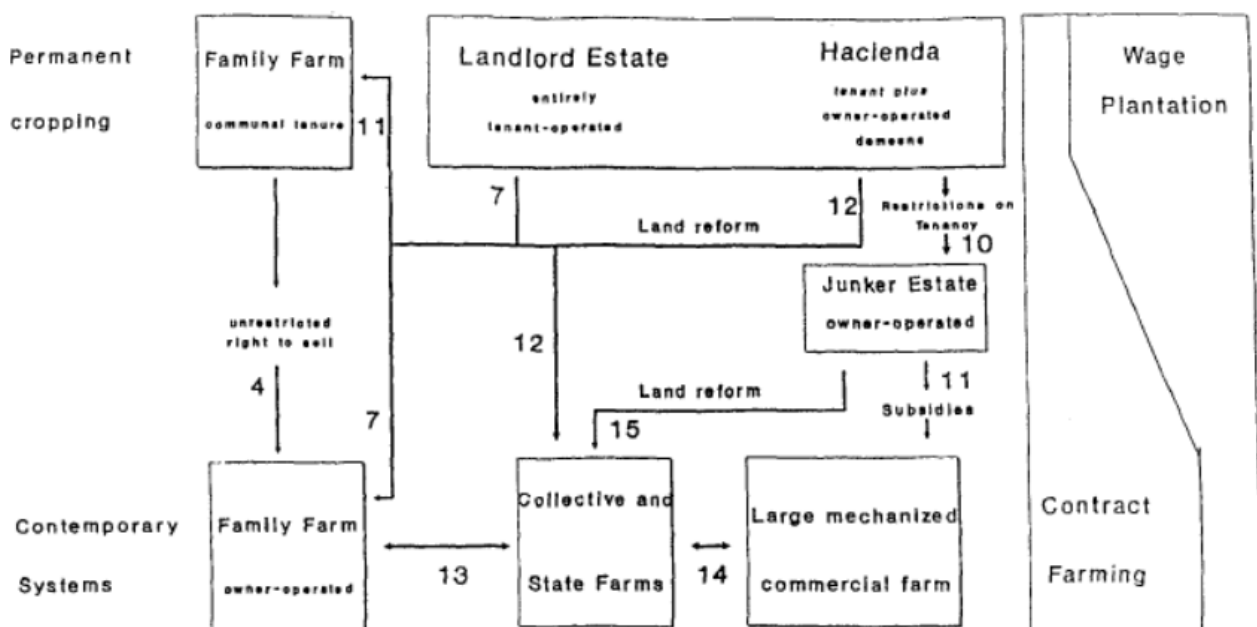 Permanent
cropping
Family Farm
communal tenure
11
Landlord Estate
entirely
tenant-operated
Hacienda
tenant plus
owner-operated
demesne
Wage
Plantation
7
12
Land reform
Restrictions on
Tenancy
10
Junker Estate
owner-operated
unrestricted
right to sell
4
7
12
Land reform
15
11
Subsidies
Contemporary
Systems
Family Farm
owner-operated
13
Collective and
State Farms
14
Large mechanized
commercial farm
Contract
Farming